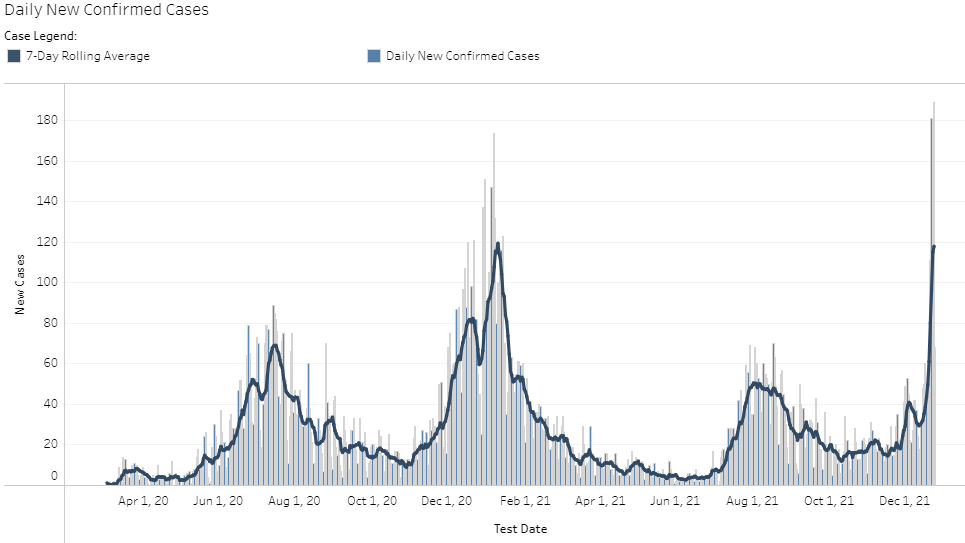 Daily New Confirmed Cases
Case Legend:
7-Day Rolling Average Daily New Confirmed Cases
180
160
140
120
100
80
60
40
20
0
New Cases
Apr 1, 20 Jun 1, 20 Aug 1, 20 Oct 1, 20 Dec 1, 20 Feb 1, 21 Apr 1, 21 Jun 1, 21 Aug 1, 21 Oct 1, 21 Dec 1, 21
Test Date